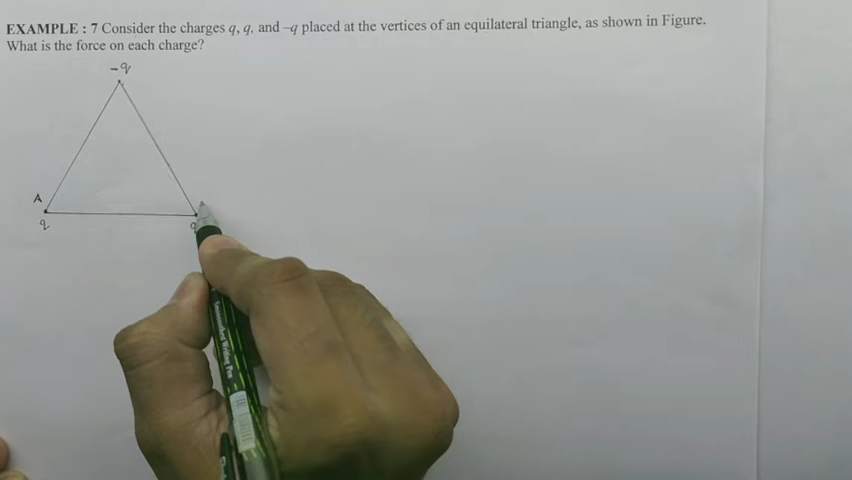 EXAMPLE : 7 Consider the charges q, q, and –q placed at the vertices of an equilateral triangle, as shown in Figure.
What is the force on each charge?
-q
A
q
q